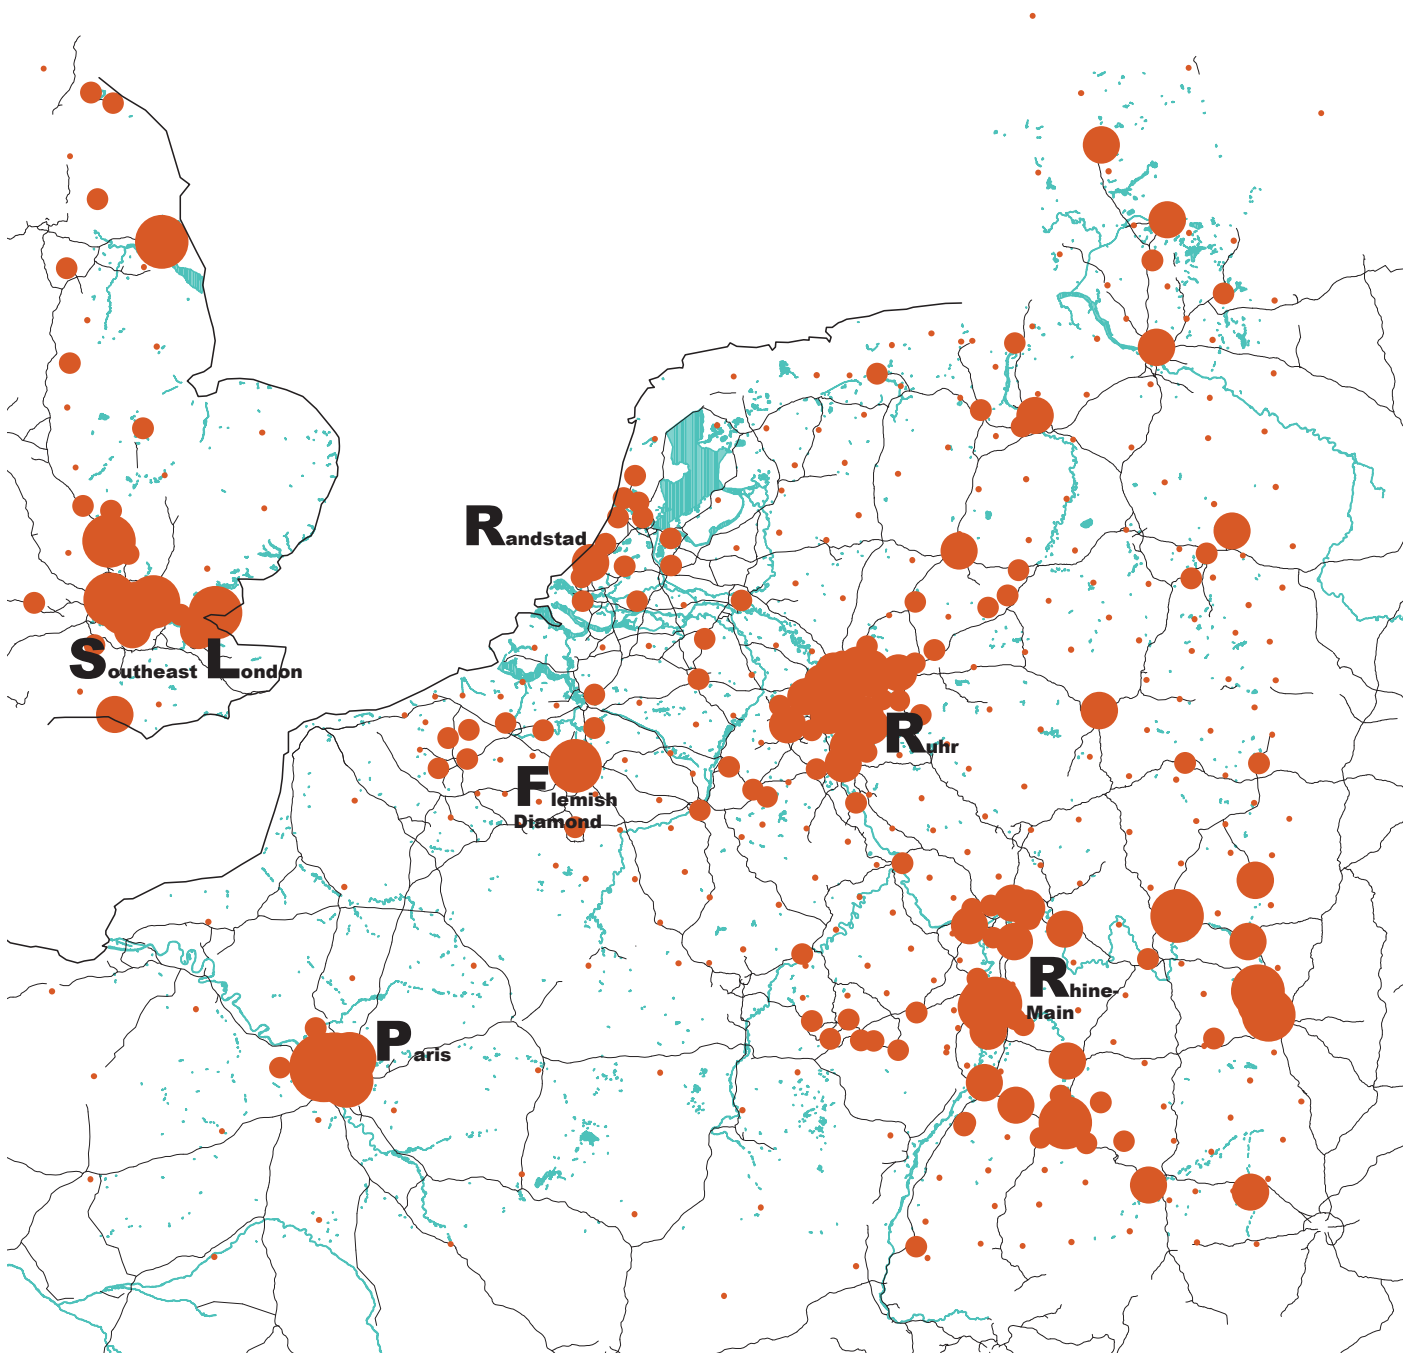 Randstad
Southeast London
Ruhr
Flemish
Diamond
Rhine-
Main
Paris